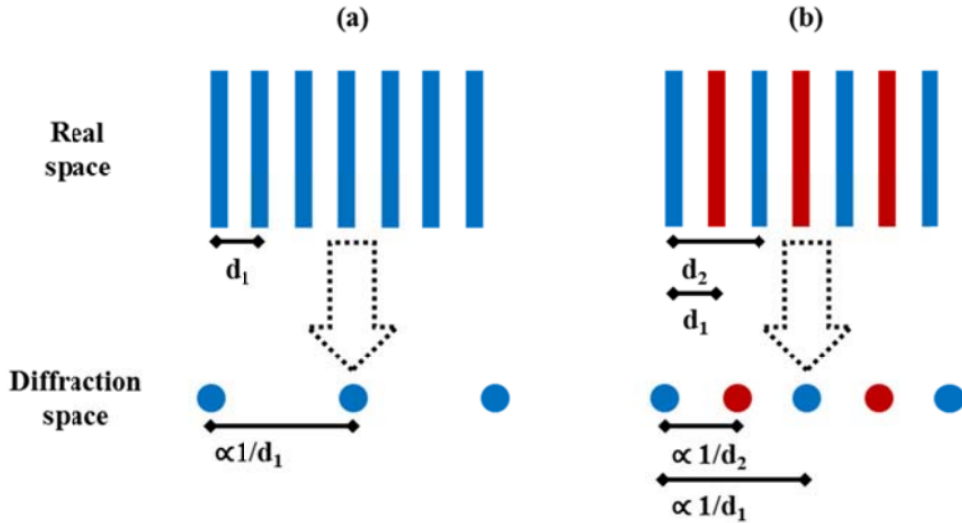 (a)
(b)
Real
space
d₁
d₂
d₁
Diffraction
space
∝1/d₁
∝ 1/d₂
∝ 1/d₁